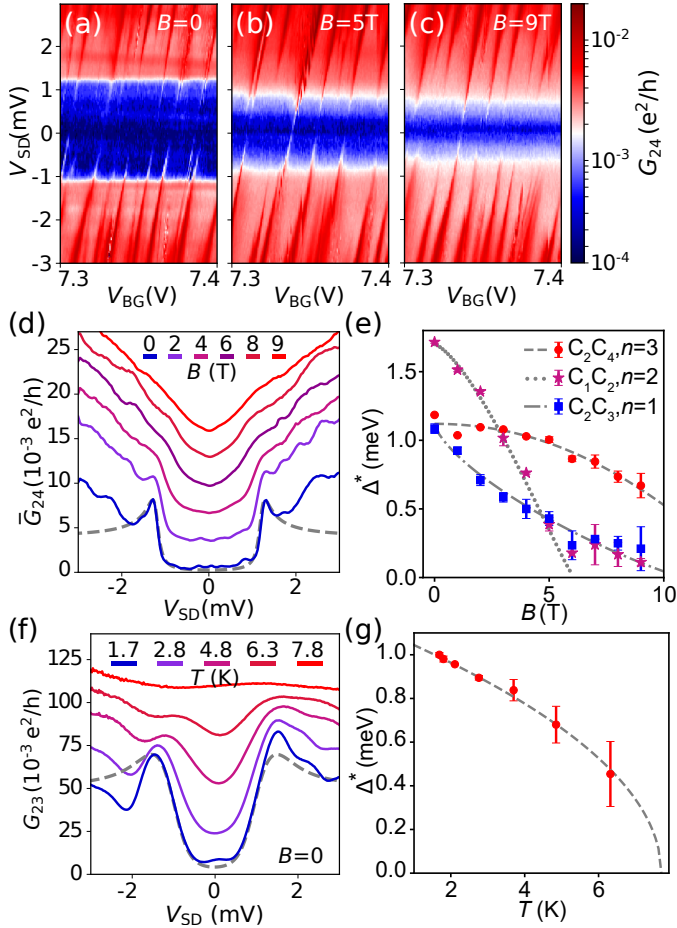 (a) B=0
(b) B=5T
(c) B=9T
V_SD(mV)
2
1
0
-1
-2
-3
7.3 7.4
7.3 7.4
7.3 7.4
V_BG(V)
V_BG(V)
V_BG(V)
10^-2
10^-3
10^-4
G_24 (e^2/h)
(d)
0 2 4 6 8 9
B (T)
G̅_24 (10^-3 e^2/h)
25
20
15
10
5
0
-2 0 2
V_SD(mV)
(e)
C_2C_4,n=3
C_1C_2,n=2
C_2C_3,n=1
Δ^* (meV)
1.5
1.0
0.5
0.0
0 5 10
B(T)
(f)
1.7 2.8 4.8 6.3 7.8
T (K)
G_23(10^-3 e^2/h)
125
100
75
50
25
0
B=0
-2 0 2
V_SD (mV)
(g)
Δ^* (meV)
1.0
0.8
0.6
0.4
0.2
0.0
2 4 6
T (K)